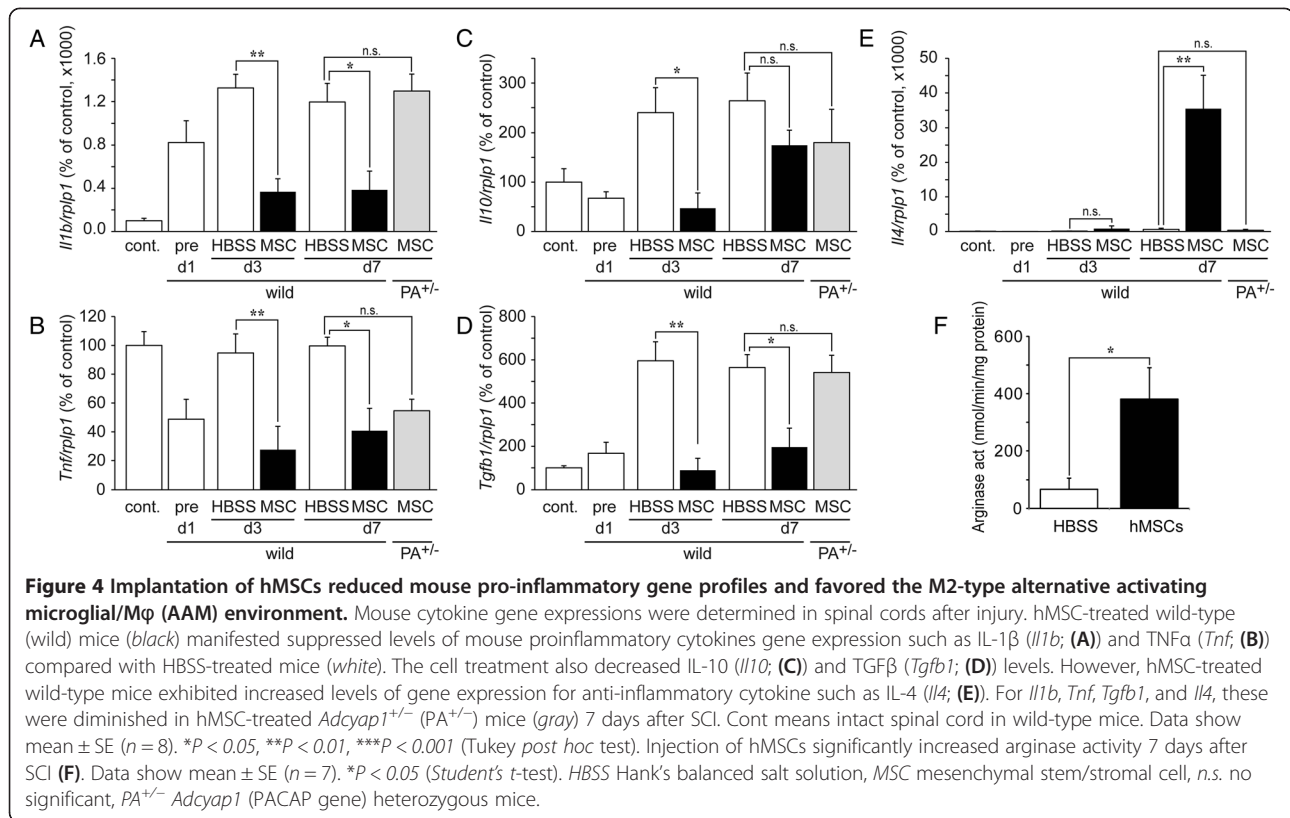 A
Il1b/rplp1 (% of control, x1000)
1.6
1.2
0.8
0.4
0.0
**
*
n.s.
cont. pre HBSS MSC HBSS MSC MSC
d1 d3 d7
wild PA+/-
C
Il10/rplp1 (% of control)
300
200
100
0
*
n.s.
n.s.
cont. pre HBSS MSC HBSS MSC MSC
d1 d3 d7
wild PA+/-
E
Il4/rplp1 (% of control, x1000)
50
40
30
20
10
0
n.s.
**
n.s.
cont. pre HBSS MSC HBSS MSC MSC
d1 d3 d7
wild PA+/-
B
Tnf/rplp1 (% of control)
120
100
80
60
40
20
0
**
*
n.s.
cont. pre HBSS MSC HBSS MSC MSC
d1 d3 d7
wild PA+/-
D
Tgfb1/rplp1 (% of control)
800
600
400
200
0
**
*
n.s.
cont. pre HBSS MSC HBSS MSC MSC
d1 d3 d7
wild PA+/-
F
Arginase act (nmol/min/mg protein)
600
400
200
0
*
HBSS hMSCs
Figure 4 Implantation of hMSCs reduced mouse pro-inflammatory gene profiles and favored the M2-type alternative activating
microglial/Mφ (AAM) environment. Mouse cytokine gene expressions were determined in spinal cords after injury. hMSC-treated wild-type
(wild) mice (black) manifested suppressed levels of mouse proinflammatory cytokines gene expression such as IL-1β (Il1b; (A)) and TNFα (Tnf; (B))
compared with HBSS-treated mice (white). The cell treatment also decreased IL-10 (Il10; (C)) and TGFβ (Tgfb1; (D)) levels. However, hMSC-treated
wild-type mice exhibited increased levels of gene expression for anti-inflammatory cytokine such as IL-4 (Il4; (E)). For Il1b, Tnf, Tgfb1, and Il4, these
were diminished in hMSC-treated Adcyap1+/− (PA+/−) mice (gray) 7 days after SCI. Cont means intact spinal cord in wild-type mice. Data show
mean ± SE (n = 8). *P < 0.05, **P < 0.01, ***P < 0.001 (Tukey post hoc test). Injection of hMSCs significantly increased arginase activity 7 days after
SCI (F). Data show mean ± SE (n = 7). *P < 0.05 (Student's t-test). HBSS Hank's balanced salt solution, MSC mesenchymal stem/stromal cell, n.s. no
significant, PA+/− Adcyap1 (PACAP gene) heterozygous mice.